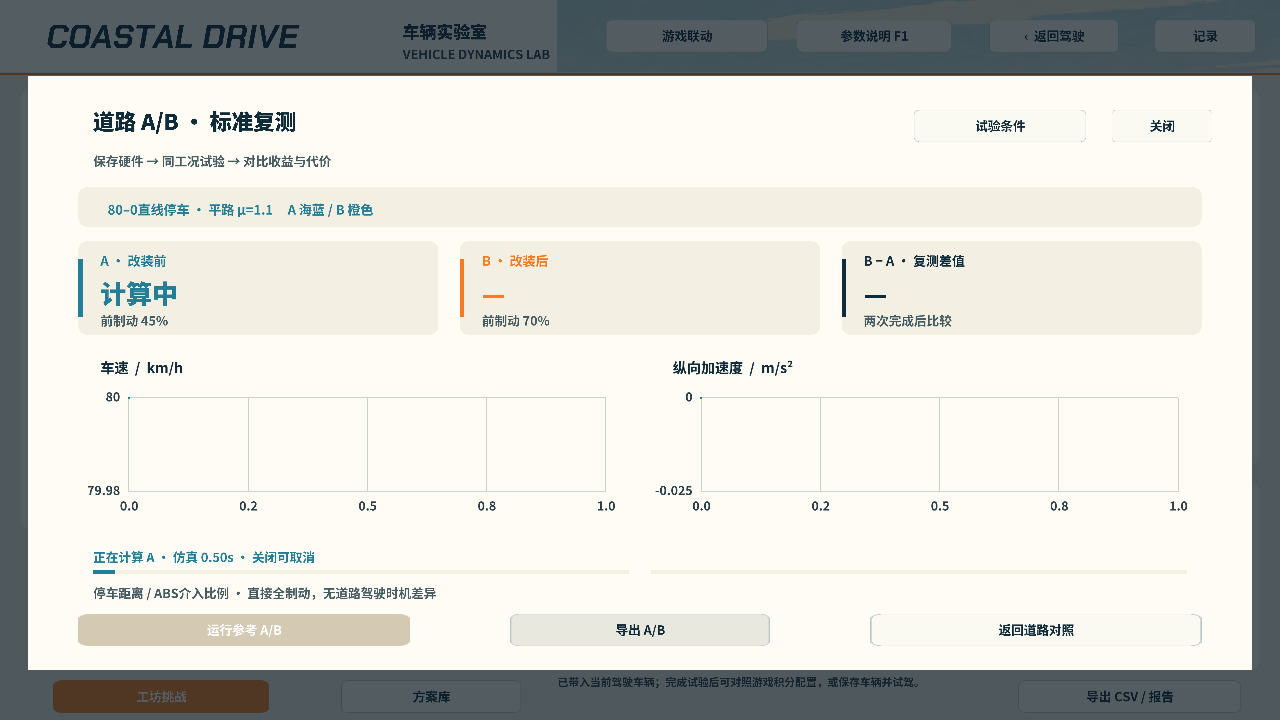 COASTAL DRIVE
车辆实验室
VEHICLE DYNAMICS LAB
游戏联动
参数说明 F1
‹ 返回驾驶
记录
道路 A/B · 标准复测
试验条件
关闭
保存硬件 → 同工况试验 → 对比收益与代价
80–0直线停车 · 平路 μ=1.1 A 海蓝 / B 橙色
A · 改装前
计算中
前制动 45%
B · 改装后
—
前制动 70%
B − A · 复测差值
—
两次完成后比较
车速 / km/h
80
79.98
0.0 0.2 0.5 0.8 1.0
纵向加速度 / m/s²
0
-0.025
0.0 0.2 0.5 0.8 1.0
正在计算 A · 仿真 0.50s · 关闭可取消
停车距离 / ABS介入比例 · 直接全制动，无道路驾驶时机差异
运行参考 A/B
导出 A/B
返回道路对照
工坊挑战
方案库
已带入当前驾驶车辆；完成试验后可对照游戏积分配置，或保存车辆并试驾。
导出 CSV / 报告